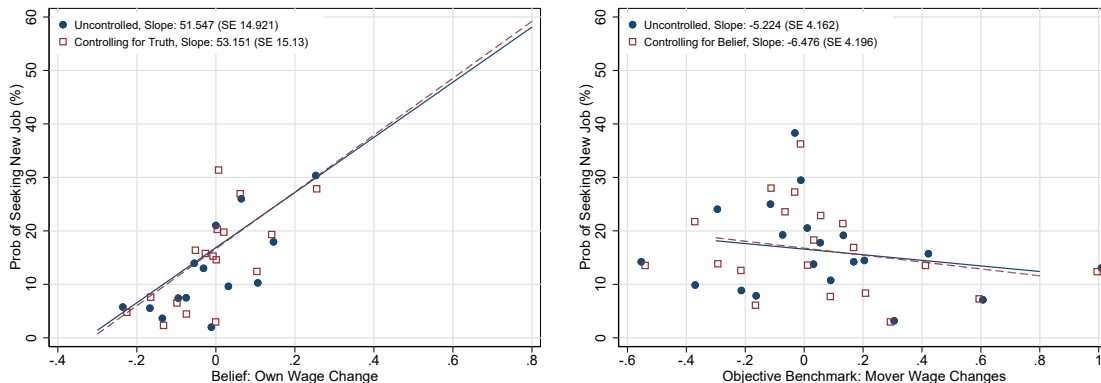 Uncontrolled, Slope: 51.547 (SE 14.921)
Controlling for Truth, Slope: 53.151 (SE 15.13)
Prob of Seeking New Job (%)
60
50
40
30
20
10
0
-.4 -.2 0 .2 .4 .6 .8
Belief: Own Wage Change
Uncontrolled, Slope: -5.224 (SE 4.162)
Controlling for Belief, Slope: -6.476 (SE 4.196)
Prob of Seeking New Job (%)
60
50
40
30
20
10
0
-.6 -.4 -.2 0 .2 .4 .6 .8 1
Objective Benchmark: Mover Wage Changes